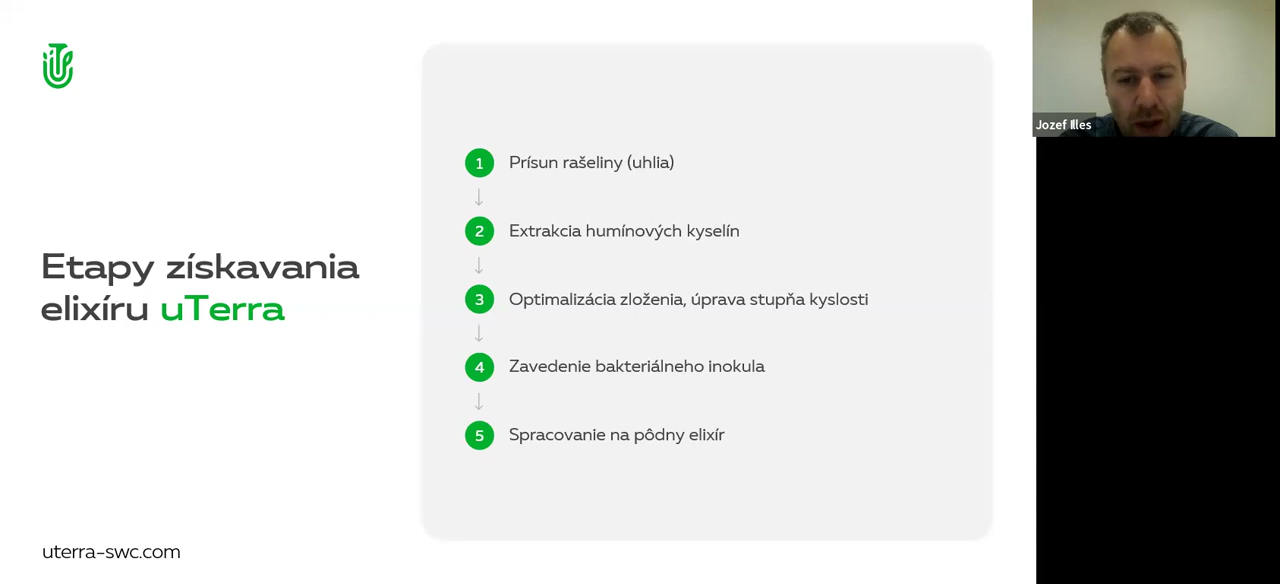 Etapy získavania
elixíru uTerra
1 Prísun rašeliny (uhlia)
2 Extrakcia humínových kyselín
3 Optimalizácia zloženia, úprava stupňa kyslosti
4 Zavedenie bakteriálneho inokula
5 Spracovanie na pôdny elixír
uterra-swc.com
Jozef Illes